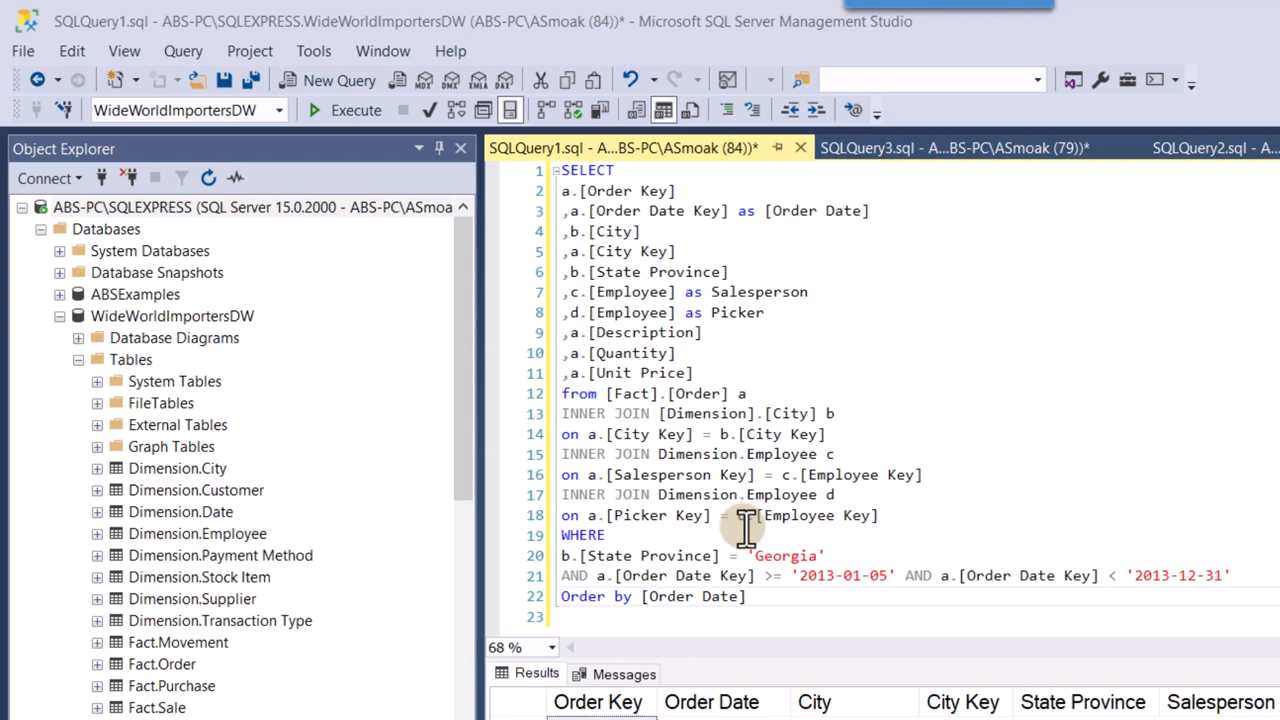 SQLQuery1.sql - ABS-PC\SQLEXPRESS.WideWorldImportersDW (ABS-PC\ASmoak (84))* - Microsoft SQL Server Management Studio
File Edit View Query Project Tools Window Help
New Query
MDX DMX XMLA DAX
WideWorldImportersDW Execute
Object Explorer
SQLQuery1.sql - A...BS-PC\ASmoak (84))* SQLQuery3.sql - A...BS-PC\ASmoak (79))* SQLQuery2.sql - A...
Connect
ABS-PC\SQLEXPRESS (SQL Server 15.0.2000 - ABS-PC\ASmoa
Databases
System Databases
Database Snapshots
ABSExamples
WideWorldImportersDW
Database Diagrams
Tables
System Tables
FileTables
External Tables
Graph Tables
Dimension.City
Dimension.Customer
Dimension.Date
Dimension.Employee
Dimension.Payment Method
Dimension.Stock Item
Dimension.Supplier
Dimension.Transaction Type
Fact.Movement
Fact.Order
Fact.Purchase
Fact.Sale
1 SELECT
2 a.[Order Key]
3 ,a.[Order Date Key] as [Order Date]
4 ,b.[City]
5 ,a.[City Key]
6 ,b.[State Province]
7 ,c.[Employee] as Salesperson
8 ,d.[Employee] as Picker
9 ,a.[Description]
10 ,a.[Quantity]
11 ,a.[Unit Price]
12 from [Fact].[Order] a
13 INNER JOIN [Dimension].[City] b
14 on a.[City Key] = b.[City Key]
15 INNER JOIN Dimension.Employee c
16 on a.[Salesperson Key] = c.[Employee Key]
17 INNER JOIN Dimension.Employee d
18 on a.[Picker Key] = [Employee Key]
19 WHERE
20 b.[State Province] = 'Georgia'
21 AND a.[Order Date Key] >= '2013-01-05' AND a.[Order Date Key] < '2013-12-31'
22 Order by [Order Date]
23
68 %
Results Messages
Order Key Order Date City City Key State Province Salesperson